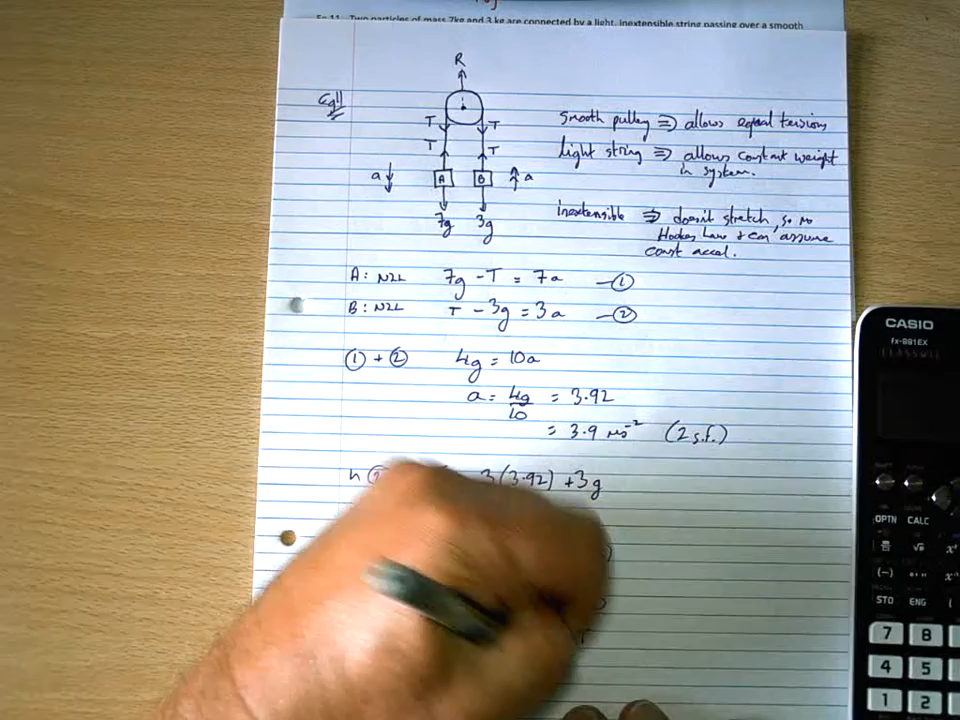 Ex 11. Two particles of mass 7kg and 3 kg are connected by a light, inextensible string passing over a smooth
Eg 11
R
T T
T T
a A B a
7g 3g
Smooth pulley ⇒ allows equal tensions
light string ⇒ allows constant weight
in system.
inextensible ⇒ doesn't stretch, so no
Hookes Law & can assume
const accel.
A: N2L 7g - T = 7a —①
B: N2L T - 3g = 3a —②
① + ② 4g = 10a
a = 4g/10 = 3.92
= 3.9 ms⁻² (2 s.f.)
3(3.92) + 3g
CASIO
fx-991EX
CLASSWIZ
OPTN CALC
(-)
STO ENG
7 8
4 5
1 2